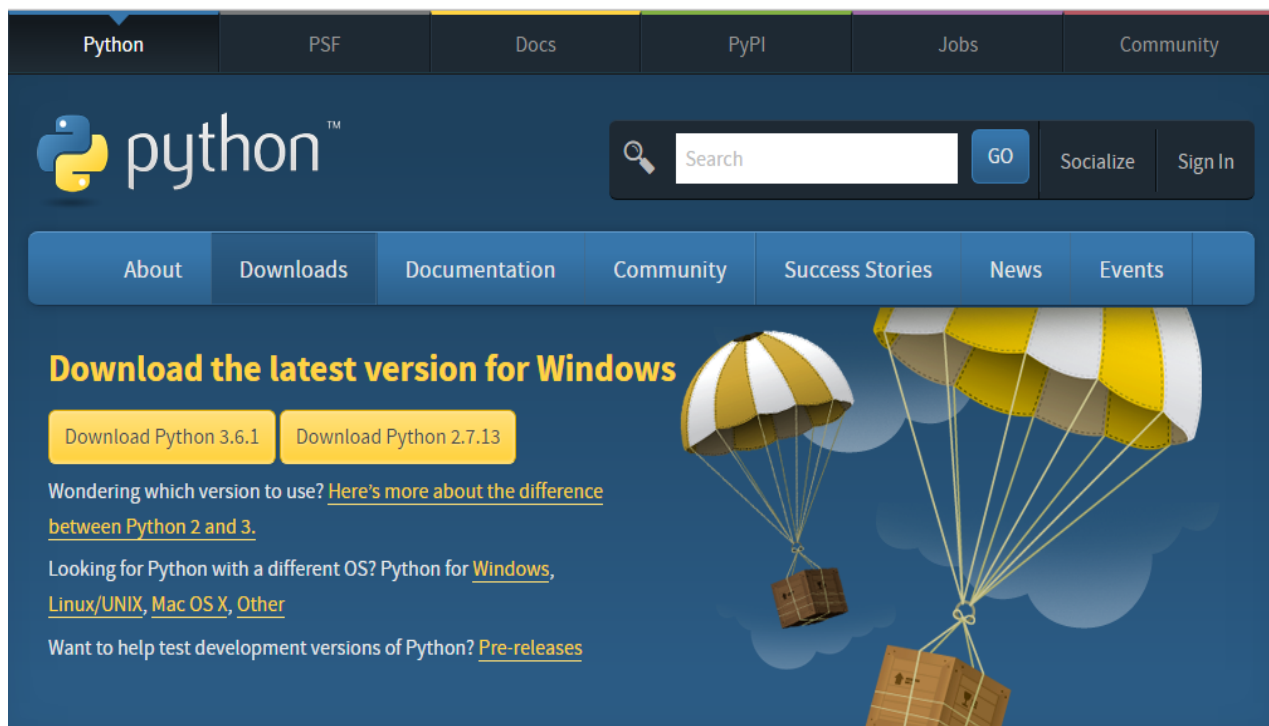 Python PSF Docs PyPI Jobs Community
python™
Search GO Socialize Sign In
About Downloads Documentation Community Success Stories News Events
Download the latest version for Windows
Download Python 3.6.1 Download Python 2.7.13
Wondering which version to use? Here's more about the difference
between Python 2 and 3.
Looking for Python with a different OS? Python for Windows,
Linux/UNIX, Mac OS X, Other
Want to help test development versions of Python? Pre-releases